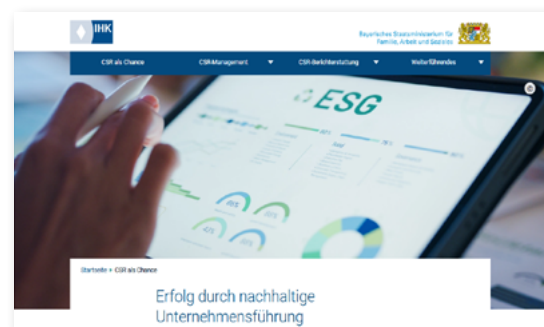 IHK
Bayerisches Staatsministerium für
Familie, Arbeit und Soziales
CSR als Chance
CSR-Management
CSR-Berichterstattung
Weiterführendes
ESG
Startseite • CSR als Chance
Erfolg durch nachhaltige
Unternehmensführung